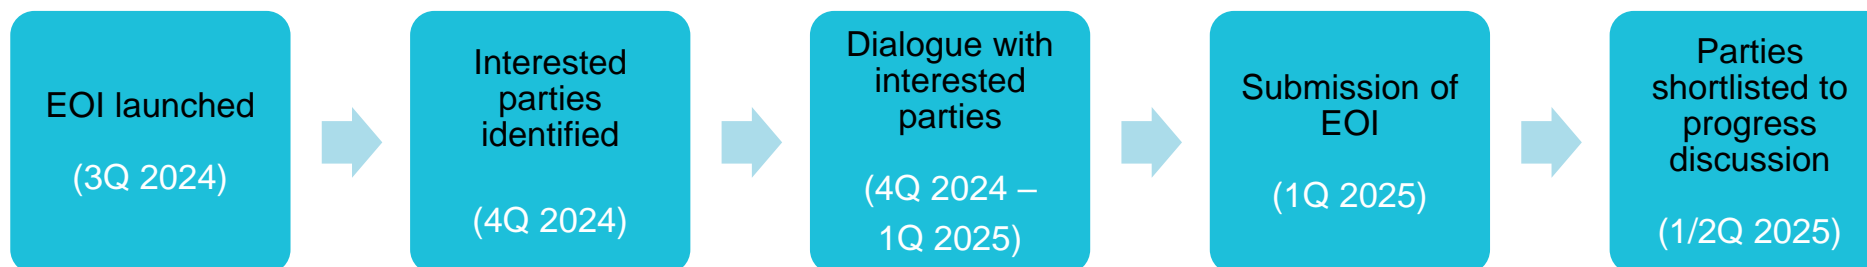 EOI launched
(3Q 2024)
Interested
parties
identified
(4Q 2024)
Dialogue with
interested
parties
(4Q 2024 –
1Q 2025)
Submission of
EOI
(1Q 2025)
Parties
shortlisted to
progress
discussion
(1/2Q 2025)